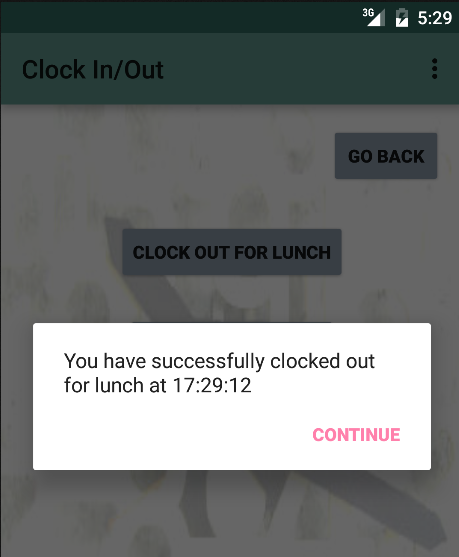 3G 5:29
Clock In/Out
GO BACK
CLOCK OUT FOR LUNCH
You have successfully clocked out
for lunch at 17:29:12
CONTINUE